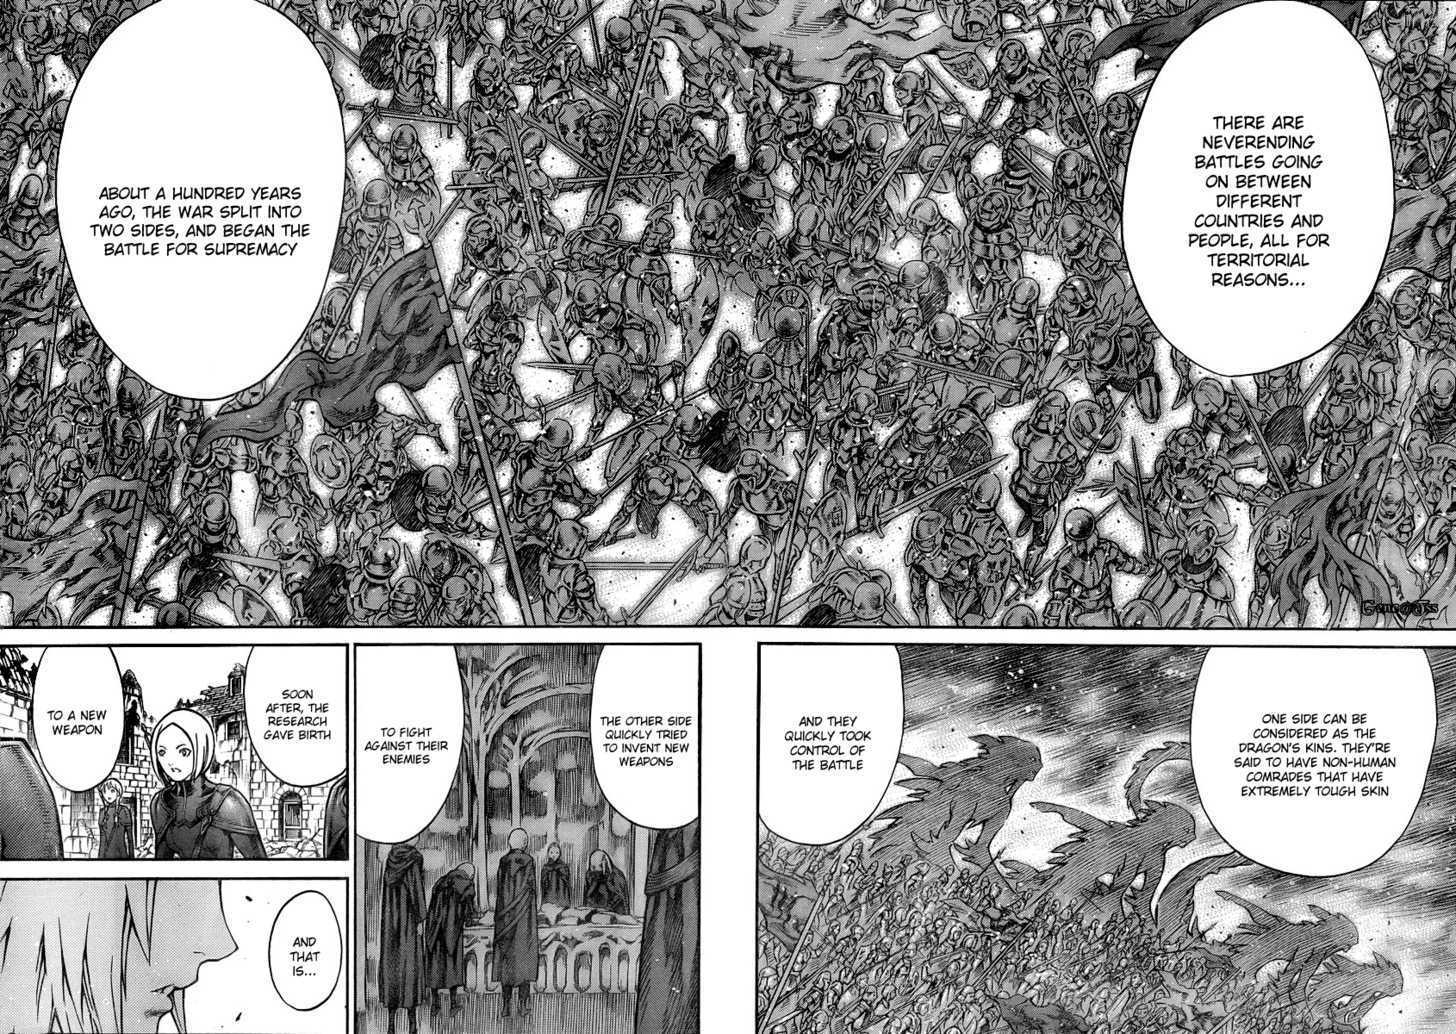 THERE ARE
NEVERENDING
BATTLES GOING
ON BETWEEN
DIFFERENT
COUNTRIES AND
PEOPLE, ALL FOR
TERRITORIAL
REASONS...
ABOUT A HUNDRED YEARS
AGO, THE WAR SPLIT INTO
TWO SIDES, AND BEGAN THE
BATTLE FOR SUPREMACY
ONE SIDE CAN BE
CONSIDERED AS THE
DRAGON'S KINS. THEY'RE
SAID TO HAVE NON-HUMAN
COMRADES THAT HAVE
EXTREMELY TOUGH SKIN
AND THEY
QUICKLY TOOK
CONTROL OF
THE BATTLE
THE OTHER SIDE
QUICKLY TRIED
TO INVENT NEW
WEAPONS
TO FIGHT
AGAINST THEIR
ENEMIES
SOON
AFTER, THE
RESEARCH
GAVE BIRTH
TO A NEW
WEAPON
AND
THAT
IS...